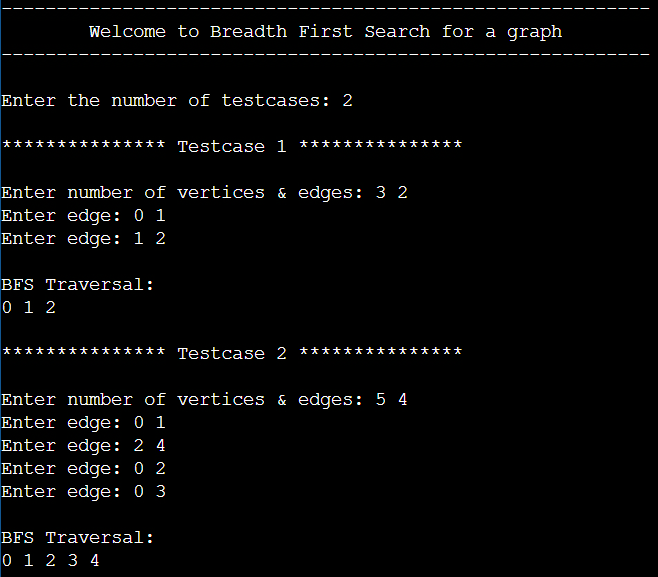 -----------------------------------------------------------
Welcome to Breadth First Search for a graph
-----------------------------------------------------------
Enter the number of testcases: 2
*************** Testcase 1 ***************
Enter number of vertices & edges: 3 2
Enter edge: 0 1
Enter edge: 1 2
BFS Traversal:
0 1 2
*************** Testcase 2 ***************
Enter number of vertices & edges: 5 4
Enter edge: 0 1
Enter edge: 2 4
Enter edge: 0 2
Enter edge: 0 3
BFS Traversal:
0 1 2 3 4